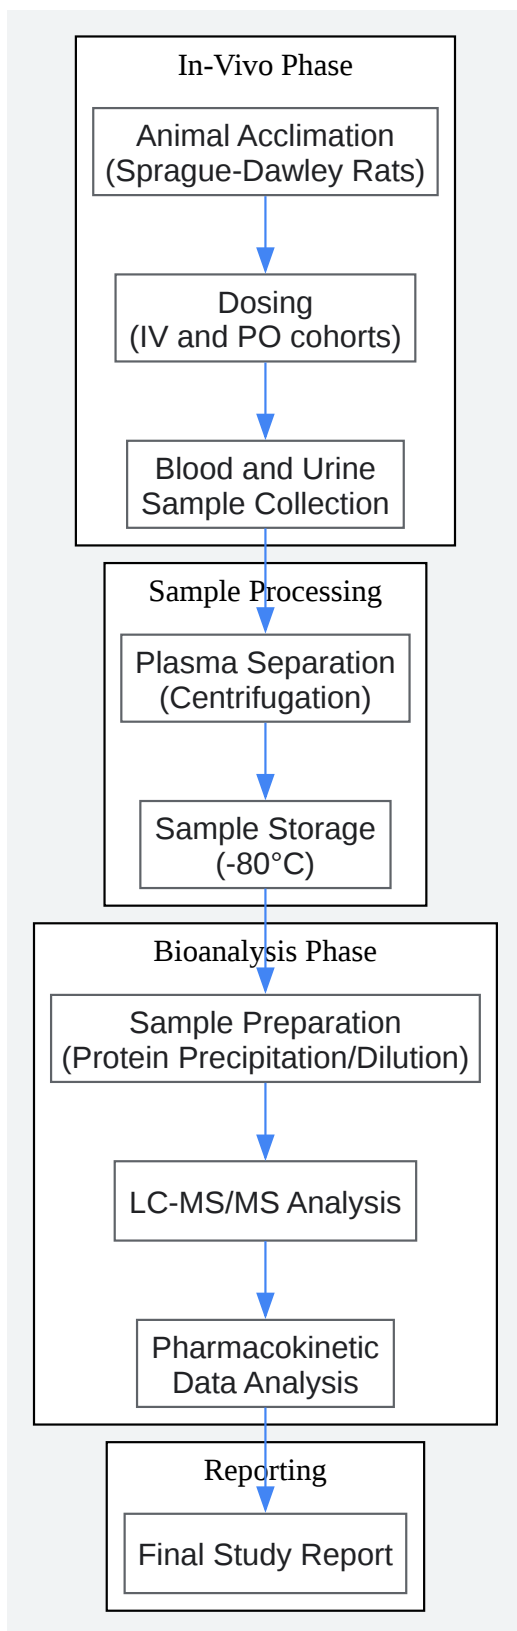 In-Vivo Phase
Animal Acclimation
(Sprague-Dawley Rats)
Dosing
(IV and PO cohorts)
Blood and Urine
Sample Collection
Sample Processing
Plasma Separation
(Centrifugation)
Sample Storage
(-80°C)
Bioanalysis Phase
Sample Preparation
(Protein Precipitation/Dilution)
LC-MS/MS Analysis
Pharmacokinetic
Data Analysis
Reporting
Final Study Report